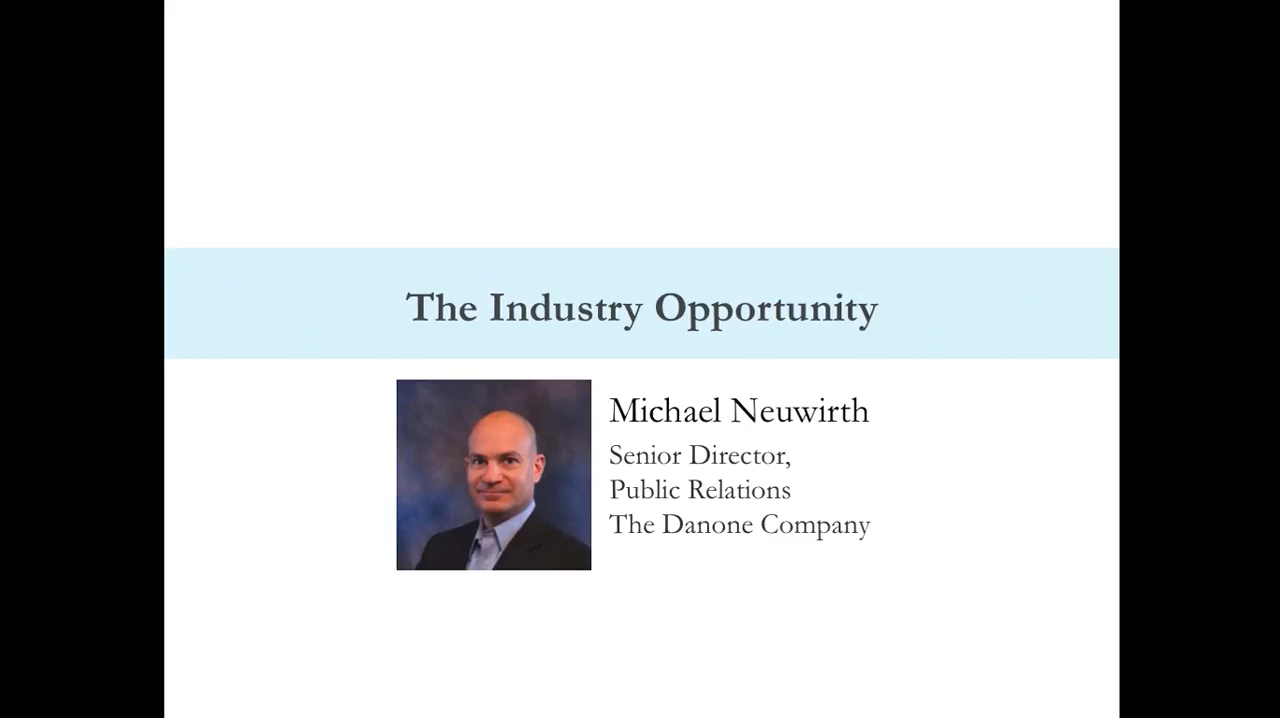 The Industry Opportunity
Michael Neuwirth
Senior Director,
Public Relations
The Danone Company